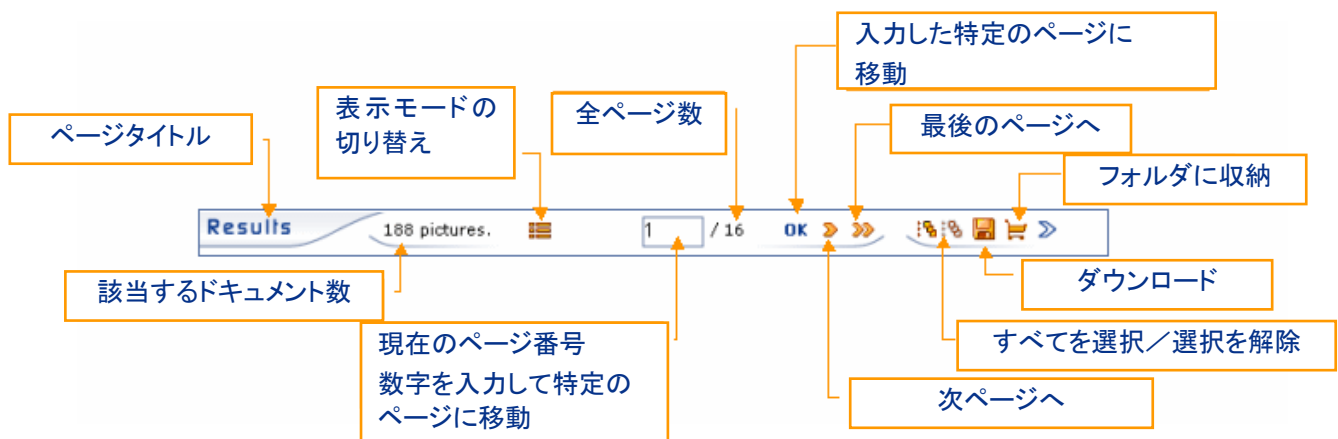 入力した特定のページに
移動
表示モードの
切り替え
全ページ数
最後のページへ
ページタイトル
フォルダに収納
Results
188 pictures.
1 / 16
OK
該当するドキュメント数
ダウンロード
現在のページ番号
数字を入力して特定の
ページに移動
すべてを選択／選択を解除
次ページへ